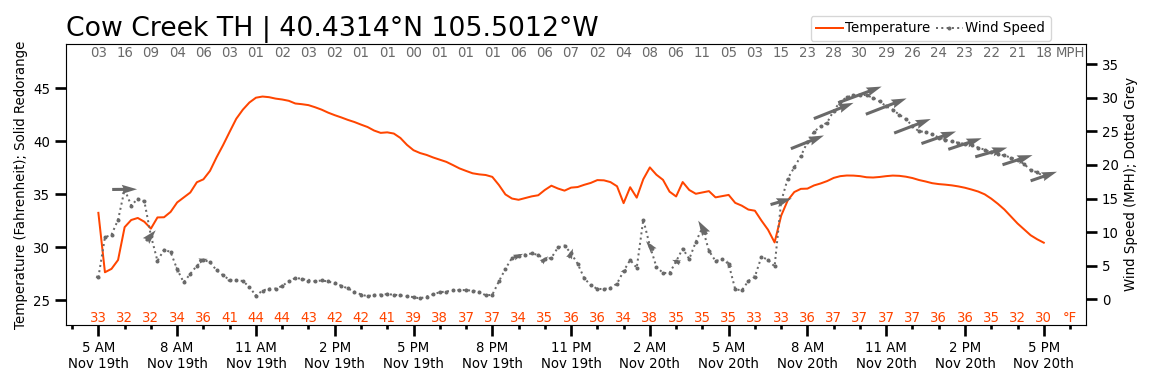 Cow Creek TH | 40.4314°N 105.5012°W
Temperature Wind Speed
03 16 09 04 06 03 01 02 03 02 01 01 00 01 01 01 06 06 07 02 04 08 06 11 05 03 15 23 28 30 29 26 24 23 22 21 18 MPH
Temperature (Fahrenheit); Solid Redorange
45
40
35
30
25
35
30
25
20
15
10
5
0
Wind Speed (MPH); Dotted Grey
33 32 32 34 36 41 44 44 43 42 42 41 39 38 37 37 34 35 36 36 34 38 35 35 35 33 33 36 37 37 37 37 36 36 35 32 30 °F
5 AM 8 AM 11 AM 2 PM 5 PM 8 PM 11 PM 2 AM 5 AM 8 AM 11 AM 2 PM 5 PM
Nov 19th Nov 19th Nov 19th Nov 19th Nov 19th Nov 19th Nov 19th Nov 20th Nov 20th Nov 20th Nov 20th Nov 20th Nov 20th